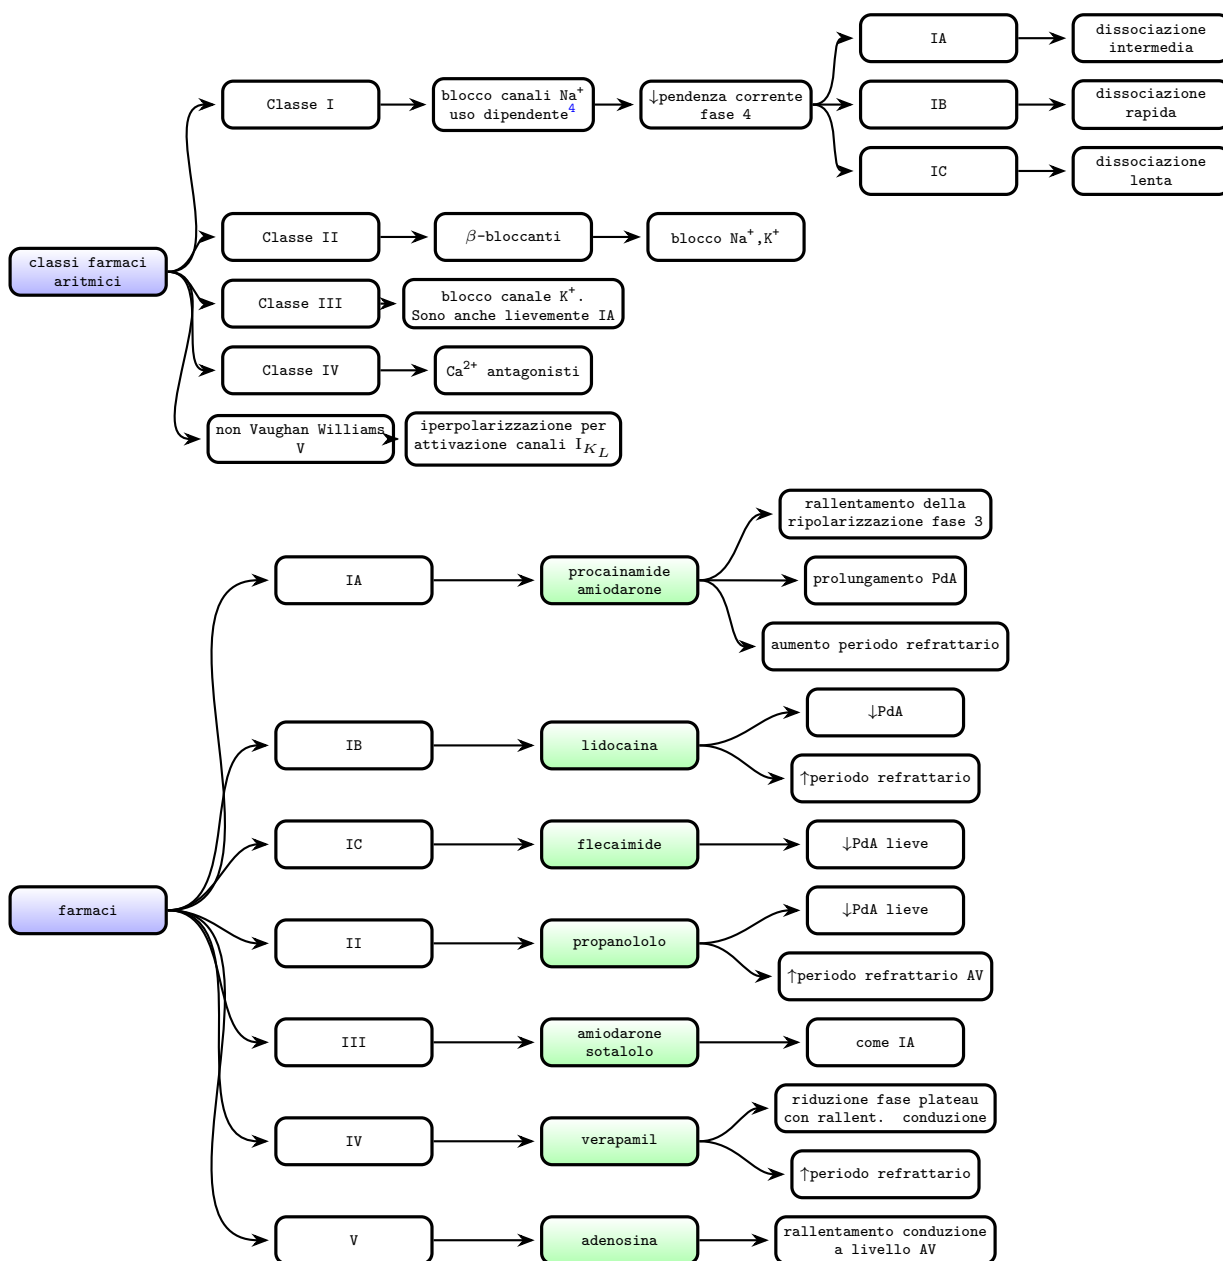 classi farmaci
aritmici
Classe I
blocco canali Na⁺
uso dipendente⁴
↓pendenza corrente
fase 4
IA
dissociazione
intermedia
IB
dissociazione
rapida
IC
dissociazione
lenta
Classe II
β-bloccanti
blocco Na⁺,K⁺
Classe III
blocco canale K⁺.
Sono anche lievemente IA
Classe IV
Ca²⁺ antagonisti
non Vaughan Williams
V
iperpolarizzazione per
attivazione canali I_{K_L}
farmaci
IA
procainamide
amiodarone
rallentamento della
ripolarizzazione fase 3
prolungamento PdA
aumento periodo refrattario
IB
lidocaina
↓PdA
↑periodo refrattario
IC
flecaimide
↓PdA lieve
II
propanololo
↓PdA lieve
↑periodo refrattario AV
III
amiodarone
sotalolo
come IA
IV
verapamil
riduzione fase plateau
con rallent. conduzione
↑periodo refrattario
V
adenosina
rallentamento conduzione
a livello AV